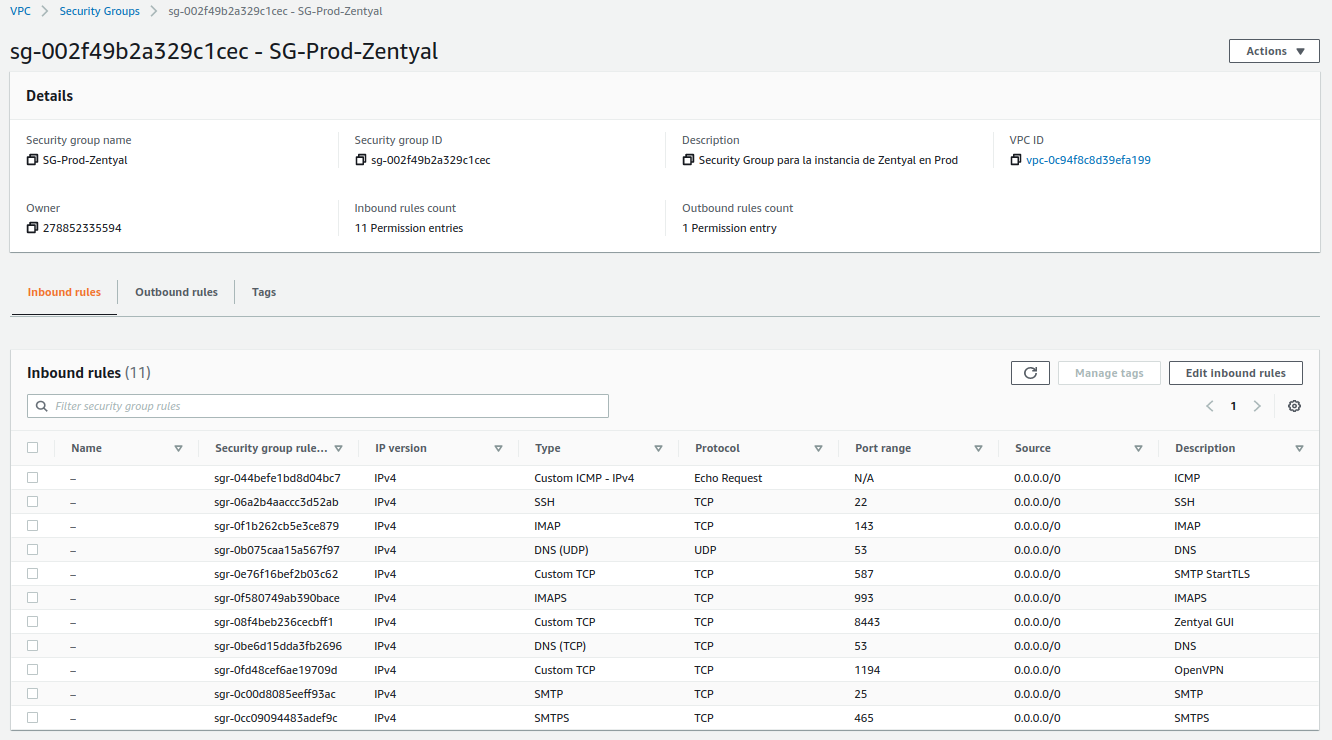 VPC > Security Groups > sg-002f49b2a329c1cec - SG-Prod-Zentyal
sg-002f49b2a329c1cec - SG-Prod-Zentyal
Actions
Details
Security group name Security group ID Description VPC ID
SG-Prod-Zentyal sg-002f49b2a329c1cec Security Group para la instancia de Zentyal en Prod vpc-0c94f8c8d39efa199
Owner Inbound rules count Outbound rules count
278852335594 11 Permission entries 1 Permission entry
Inbound rules Outbound rules Tags
Inbound rules (11) Manage tags Edit inbound rules
Filter security group rules 1
Name Security group rule... IP version Type Protocol Port range Source Description
– sgr-044befe1bd8d04bc7 IPv4 Custom ICMP - IPv4 Echo Request N/A 0.0.0.0/0 ICMP
– sgr-06a2b4aaccc3d52ab IPv4 SSH TCP 22 0.0.0.0/0 SSH
– sgr-0f1b262cb5e3ce879 IPv4 IMAP TCP 143 0.0.0.0/0 IMAP
– sgr-0b075caa15a567f97 IPv4 DNS (UDP) UDP 53 0.0.0.0/0 DNS
– sgr-0e76f16bef2b03c62 IPv4 Custom TCP TCP 587 0.0.0.0/0 SMTP StartTLS
– sgr-0f580749ab390bace IPv4 IMAPS TCP 993 0.0.0.0/0 IMAPS
– sgr-08f4beb236cecbff1 IPv4 Custom TCP TCP 8443 0.0.0.0/0 Zentyal GUI
– sgr-0be6d15dda3fb2696 IPv4 DNS (TCP) TCP 53 0.0.0.0/0 DNS
– sgr-0fd48cef6ae19709d IPv4 Custom TCP TCP 1194 0.0.0.0/0 OpenVPN
– sgr-0c00d8085eeff93ac IPv4 SMTP TCP 25 0.0.0.0/0 SMTP
– sgr-0cc09094483adef9c IPv4 SMTPS TCP 465 0.0.0.0/0 SMTPS